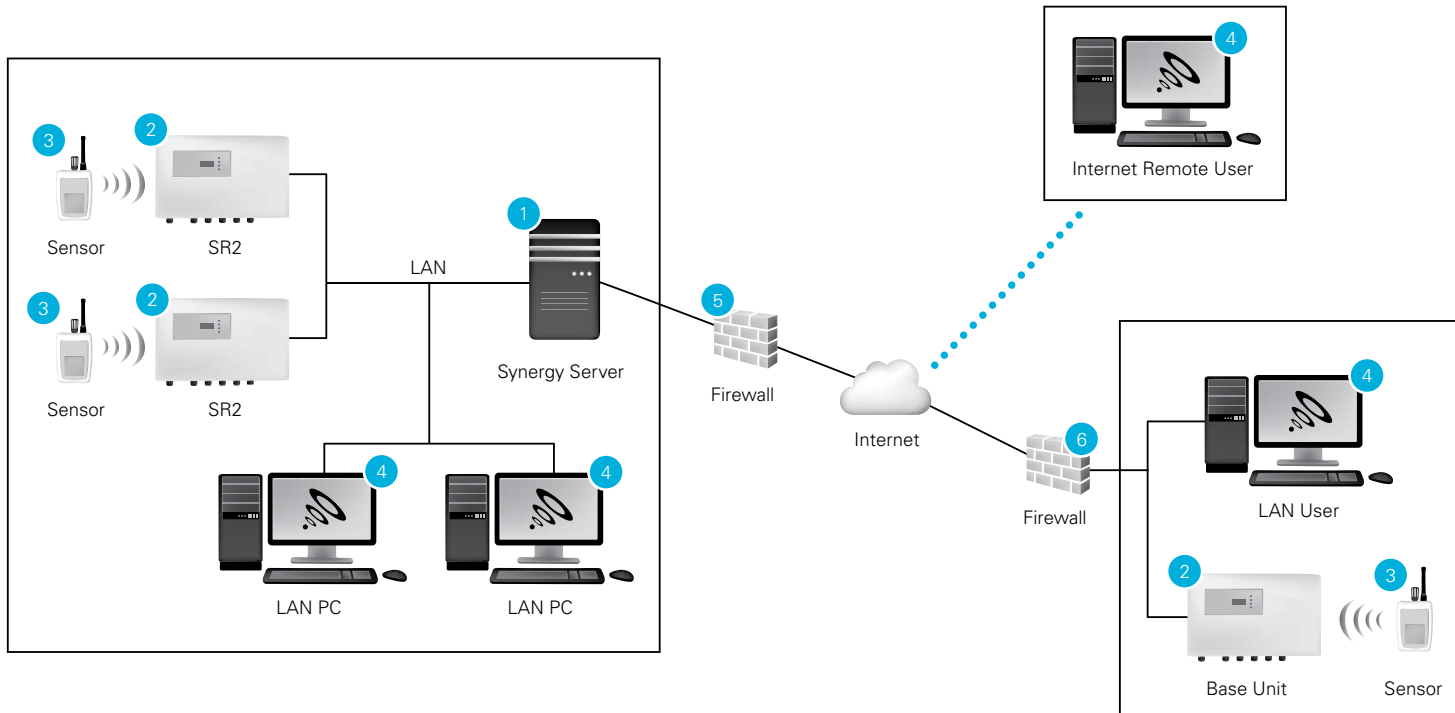 4
Internet Remote User
3
2
Sensor
SR2
1
LAN
3
2
Sensor
SR2
Synergy Server
5
Firewall
Internet
4
4
LAN PC
LAN PC
6
Firewall
4
LAN User
2
3
Base Unit
Sensor